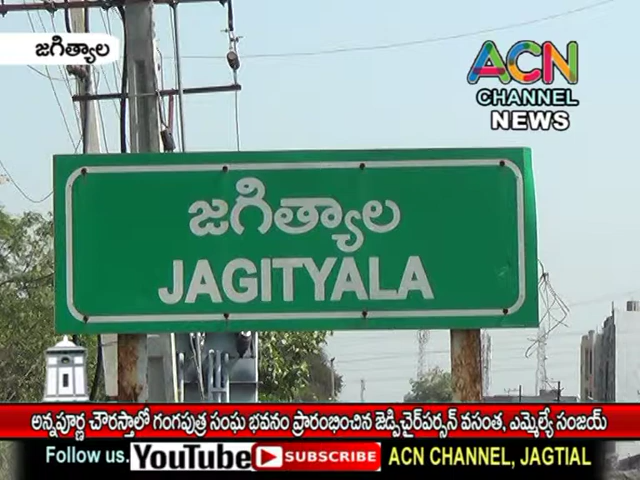 జగిత్యాల
ACN
CHANNEL
NEWS
జగిత్యాల
JAGITYALA
అన్నపూర్ణ చౌరస్తాలో గంగపుత్ర సంఘ భవనం ప్రారంభించిన జెడ్పిచైర్‌పర్సన్ వసంత, ఎమ్మెల్యే సంజయ్
Follow us. YouTube SUBSCRIBE ACN CHANNEL, JAGTIAL